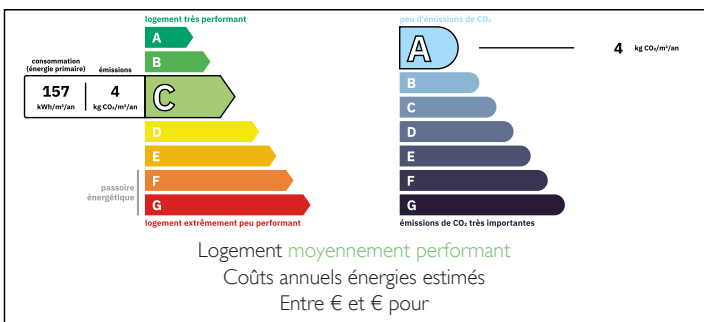 logement très performant
A
B
consommation
(énergie primaire)
émissions
157
kWh/m²/an
4
kg CO₂/m²/an
C
D
E
F
G
passoire
énergétique
logement extrêmement peu performant
peu d'émissions de CO₂
A
4 kg CO₂/m²/an
B
C
D
E
F
G
émissions de CO₂ très importantes
Logement moyennement performant
Coûts annuels énergies estimés
Entre € et € pour